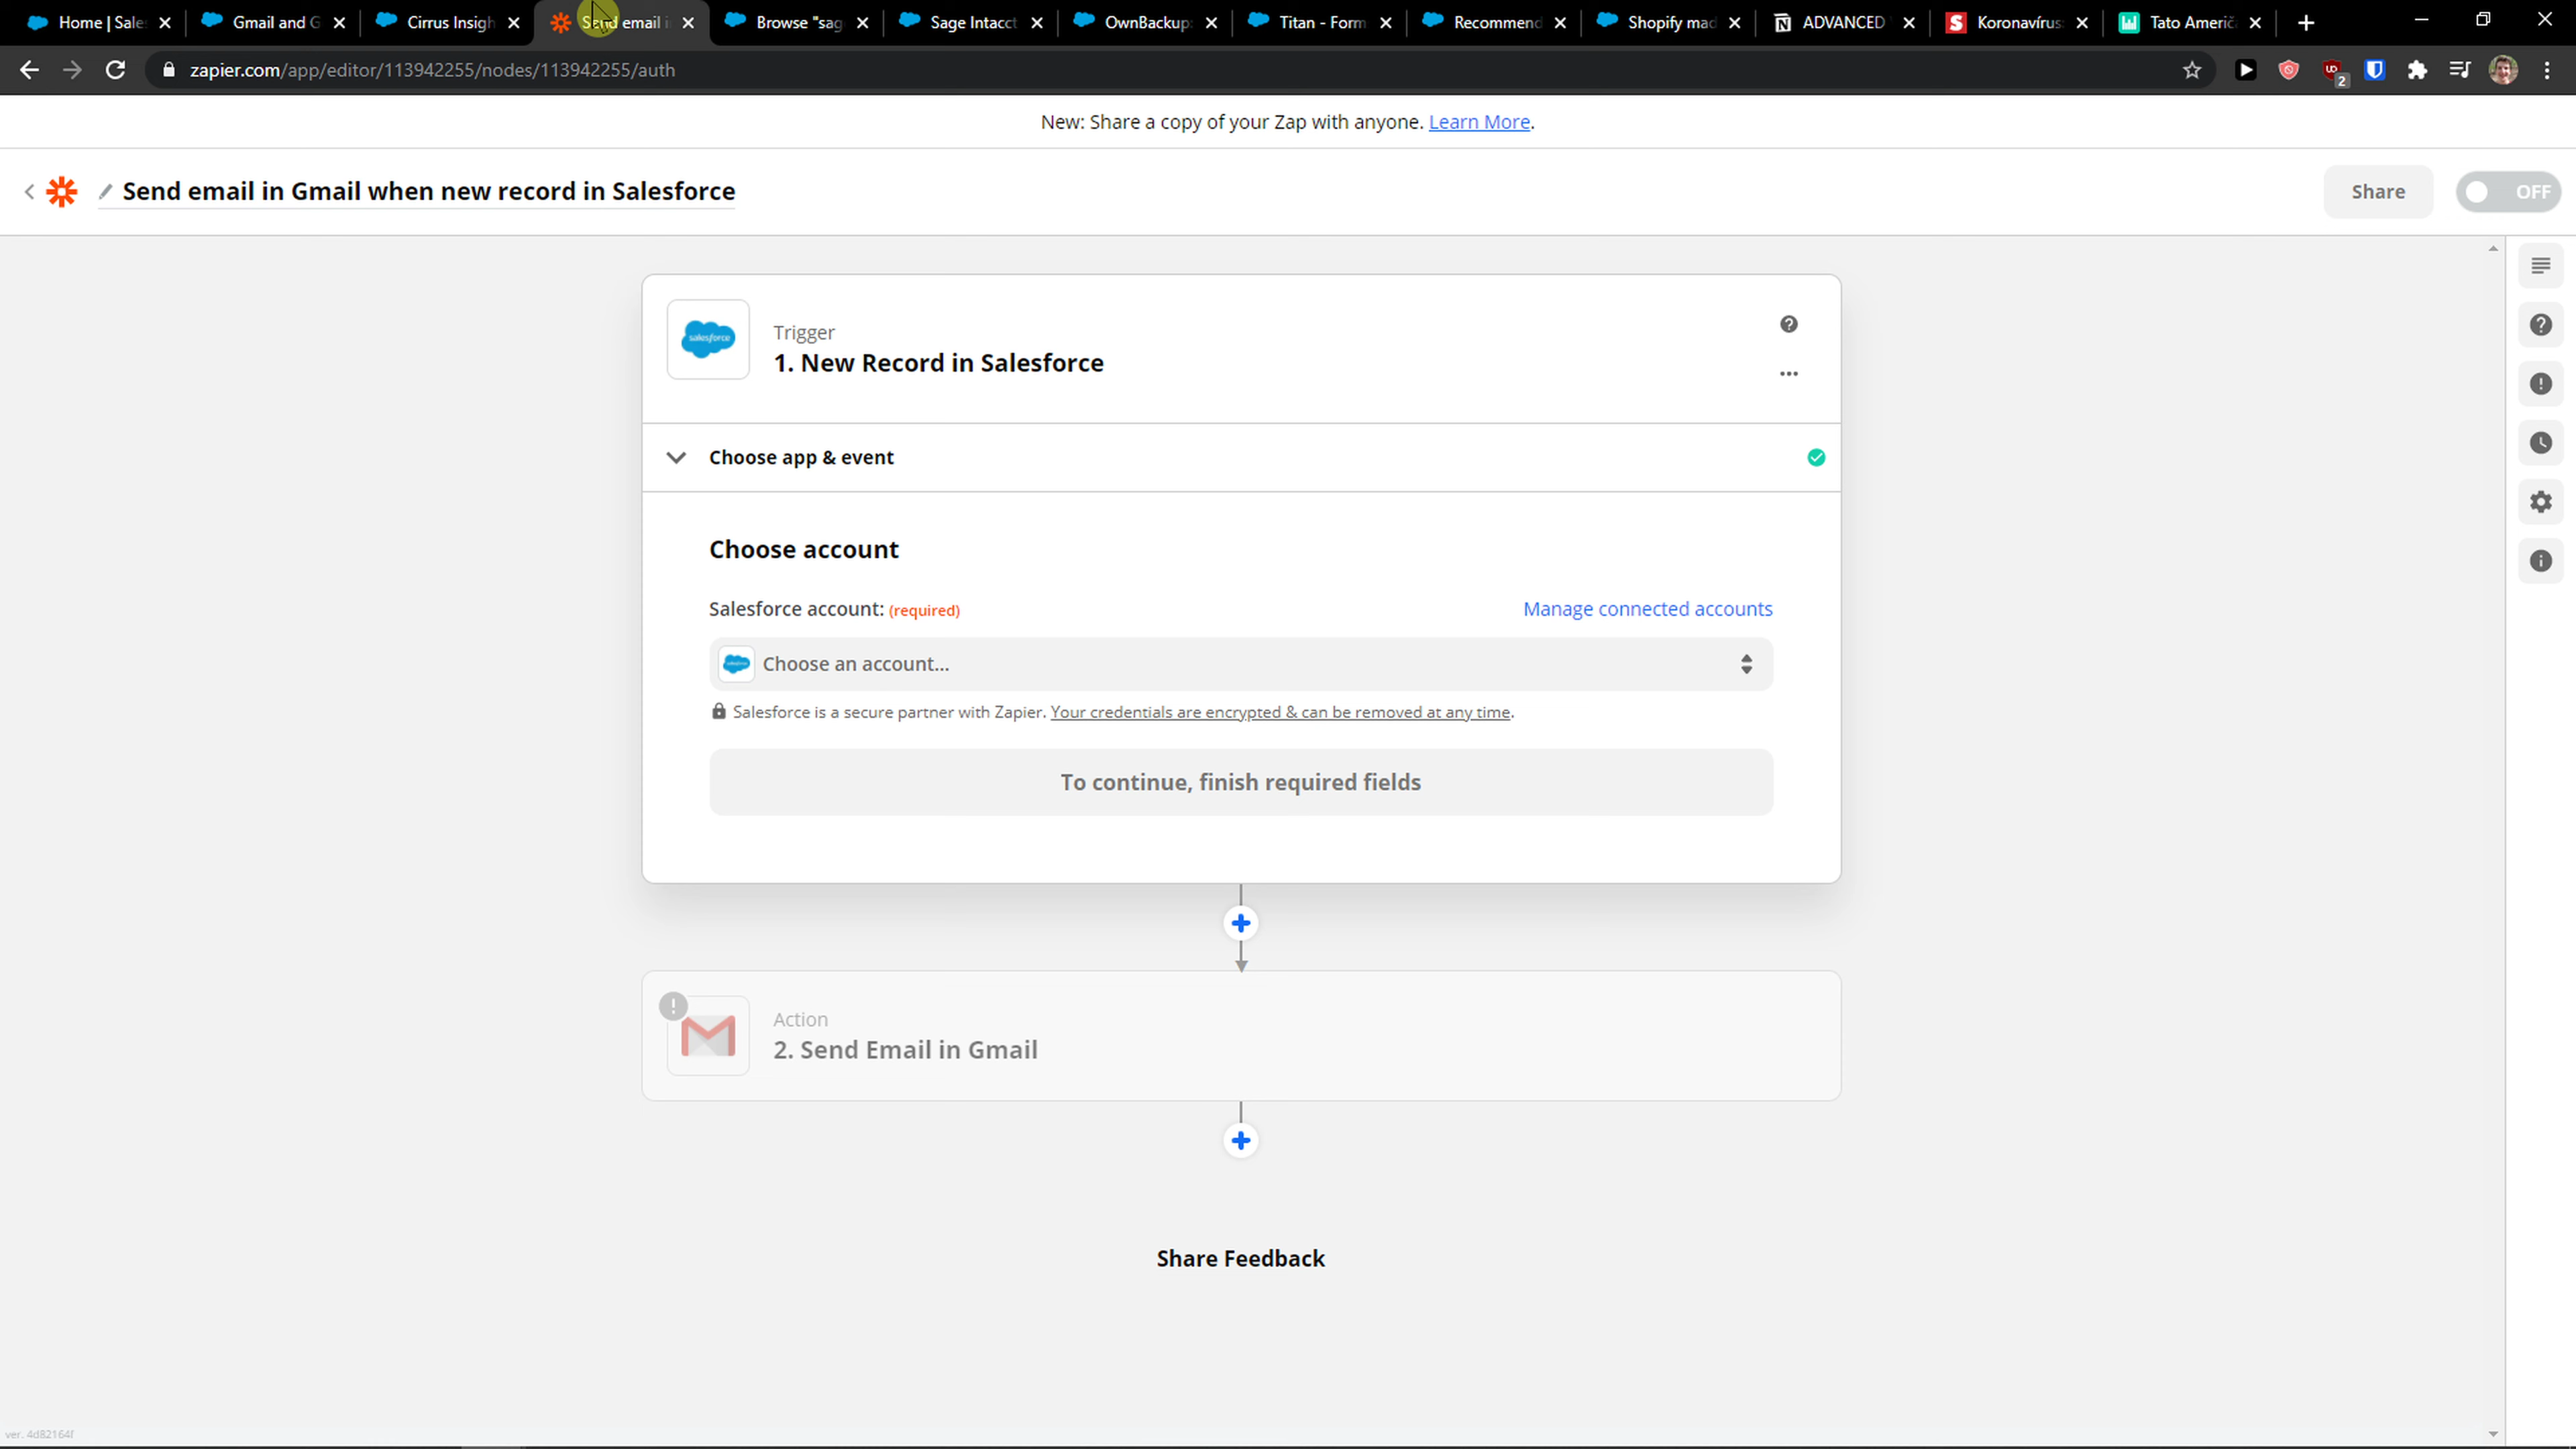 Home | Sale
Gmail and G
Cirrus Insigh
Send email i
Browse "sag
Sage Intacct
OwnBackup:
Titan - Form
Recommend
Shopify mad
ADVANCED
Koronavírus
Tato Americ
zapier.com/app/editor/113942255/nodes/113942255/auth
2
New: Share a copy of your Zap with anyone. Learn More.
Send email in Gmail when new record in Salesforce
Share
OFF
salesforce
Trigger
1. New Record in Salesforce
Choose app & event
Choose account
Salesforce account: (required)
Manage connected accounts
Choose an account...
Salesforce is a secure partner with Zapier. Your credentials are encrypted & can be removed at any time.
To continue, finish required fields
Action
2. Send Email in Gmail
Share Feedback
ver. 4d82164f